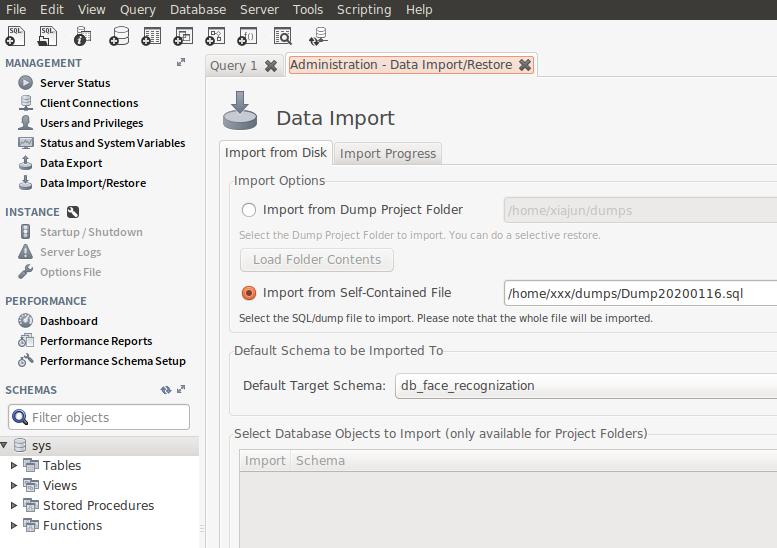 File Edit View Query Database Server Tools Scripting Help
SQL SQL
MANAGEMENT
Server Status
Client Connections
Users and Privileges
Status and System Variables
Data Export
Data Import/Restore
INSTANCE
Startup / Shutdown
Server Logs
Options File
PERFORMANCE
Dashboard
Performance Reports
Performance Schema Setup
SCHEMAS
Filter objects
sys
Tables
Views
Stored Procedures
Functions
Query 1 Administration - Data Import/Restore
Data Import
Import from Disk Import Progress
Import Options
Import from Dump Project Folder /home/xiajun/dumps
Select the Dump Project Folder to import. You can do a selective restore.
Load Folder Contents
Import from Self-Contained File /home/xxx/dumps/Dump20200116.sql
Select the SQL/dump file to import. Please note that the whole file will be imported.
Default Schema to be Imported To
Default Target Schema: db_face_recognization
Select Database Objects to Import (only available for Project Folders)
Import Schema